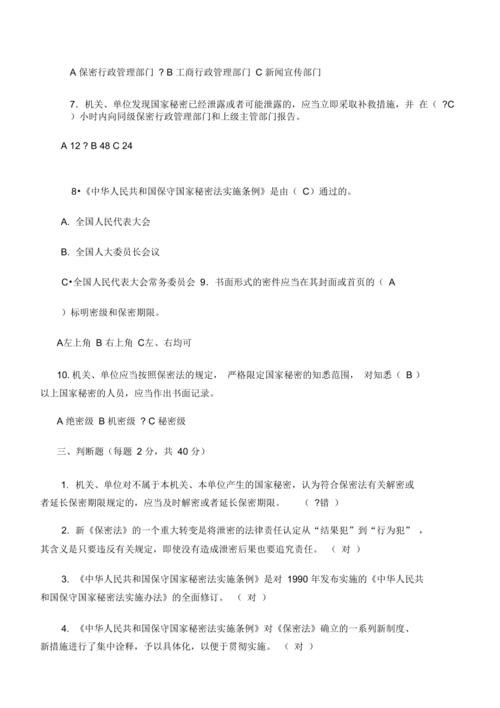 A 保密行政管理部门 ? B 工商行政管理部门 C 新闻宣传部门
7．机关、单位发现国家秘密已经泄露或者可能泄露的，应当立即采取补救措施，并 在（ ?C
）小时内向同级保密行政管理部门和上级主管部门报告。
A 12 ? B 48 C 24
8•《中华人民共和国保守国家秘密法实施条例》是由（ C）通过的。
A．全国人民代表大会
B．全国人大委员长会议
C•全国人民代表大会常务委员会 9．书面形式的密件应当在其封面或首页的（ A
）标明密级和保密期限。
A左上角 B 右上角 C左、右均可
10. 机关、单位应当按照保密法的规定， 严格限定国家秘密的知悉范围， 对知悉（ B ）
以上国家秘密的人员，应当作出书面记录。
A 绝密级 B 机密级 ? C 秘密级
三、判断题（每题 2 分，共 40 分）
1．机关、单位对不属于本机关、本单位产生的国家秘密，认为符合保密法有关解密或
者延长保密期限规定的，应当及时解密或者延长保密期限。 （ ?错 ）
2．新《保密法》的一个重大转变是将泄密的法律责任认定从“结果犯”到“行为犯” ，
其含义是只要违反有关规定，即使没有造成泄密后果也要追究责任。（ 对 ）
3．《中华人民共和国保守国家秘密法实施条例》是对 1990 年发布实施的《中华人民共
和国保守国家秘密法实施办法》的全面修订。（ 对 ）
4．《中华人民共和国保守国家秘密法实施条例》对《保密法》确立的一系列新制度、
新措施进行了集中诠释，予以具体化，以便于贯彻实施。（ 对 ）